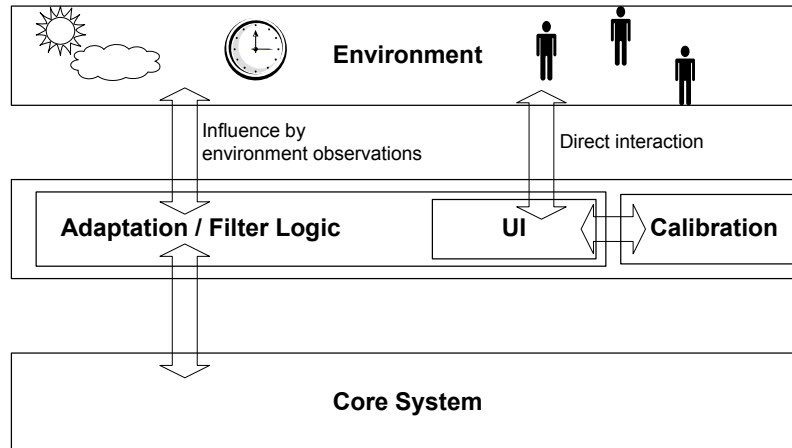 Environment
Influence by
environment observations
Direct interaction
Adaptation / Filter Logic
UI
Calibration
Core System